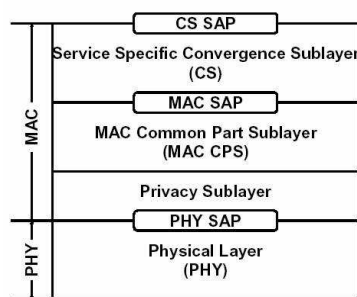 CS SAP
Service Specific Convergence Sublayer
(CS)
MAC SAP
MAC Common Part Sublayer
(MAC CPS)
Privacy Sublayer
PHY SAP
Physical Layer
(PHY)
MAC
PHY